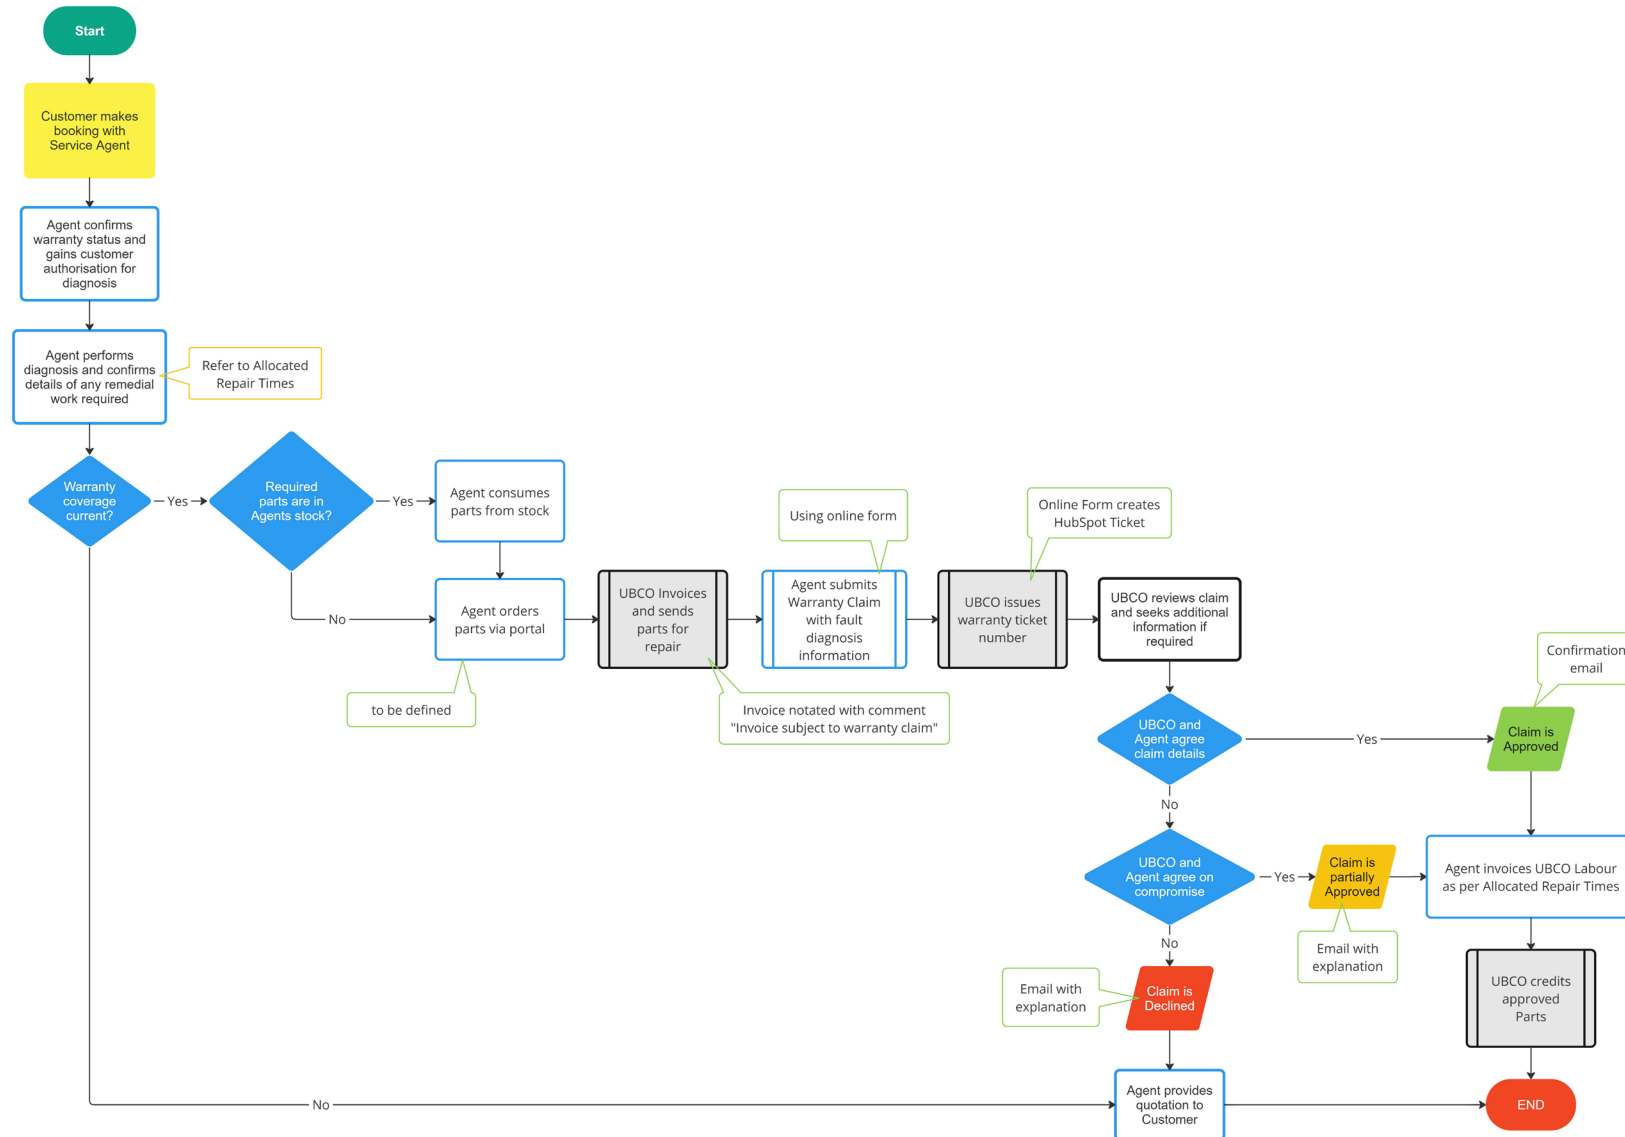 Start
Customer makes
booking with
Service Agent
Agent confirms
warranty status and
gains customer
authorisation for
diagnosis
Agent performs
diagnosis and confirms
details of any remedial
work required
Refer to Allocated
Repair Times
Warranty
coverage
current?
Yes
Required
parts are in
Agents stock?
Yes
Agent consumes
parts from stock
No
Agent orders
parts via portal
to be defined
UBCO Invoices
and sends
parts for
repair
Invoice notated with comment
"Invoice subject to warranty claim"
Using online form
Agent submits
Warranty Claim
with fault
diagnosis
information
Online Form creates
HubSpot Ticket
UBCO issues
warranty ticket
number
UBCO reviews claim
and seeks additional
information if
required
UBCO and
Agent agree
claim details
Yes
Confirmation
email
Claim is
Approved
No
UBCO and
Agent agree on
compromise
Yes
Claim is
partially
Approved
Email with
explanation
Agent invoices UBCO Labour
as per Allocated Repair Times
No
Email with
explanation
Claim is
Declined
UBCO credits
approved
Parts
No
Agent provides
quotation to
Customer
END